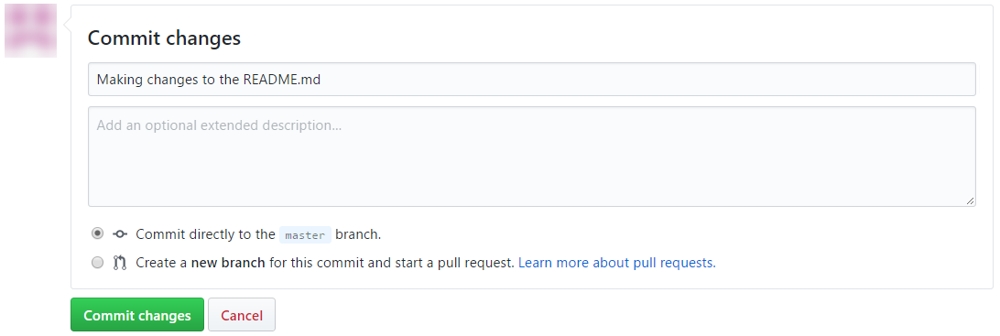 Commit changes
Making changes to the README.md
Add an optional extended description...
Commit directly to the master branch.
Create a new branch for this commit and start a pull request. Learn more about pull requests.
Commit changes Cancel